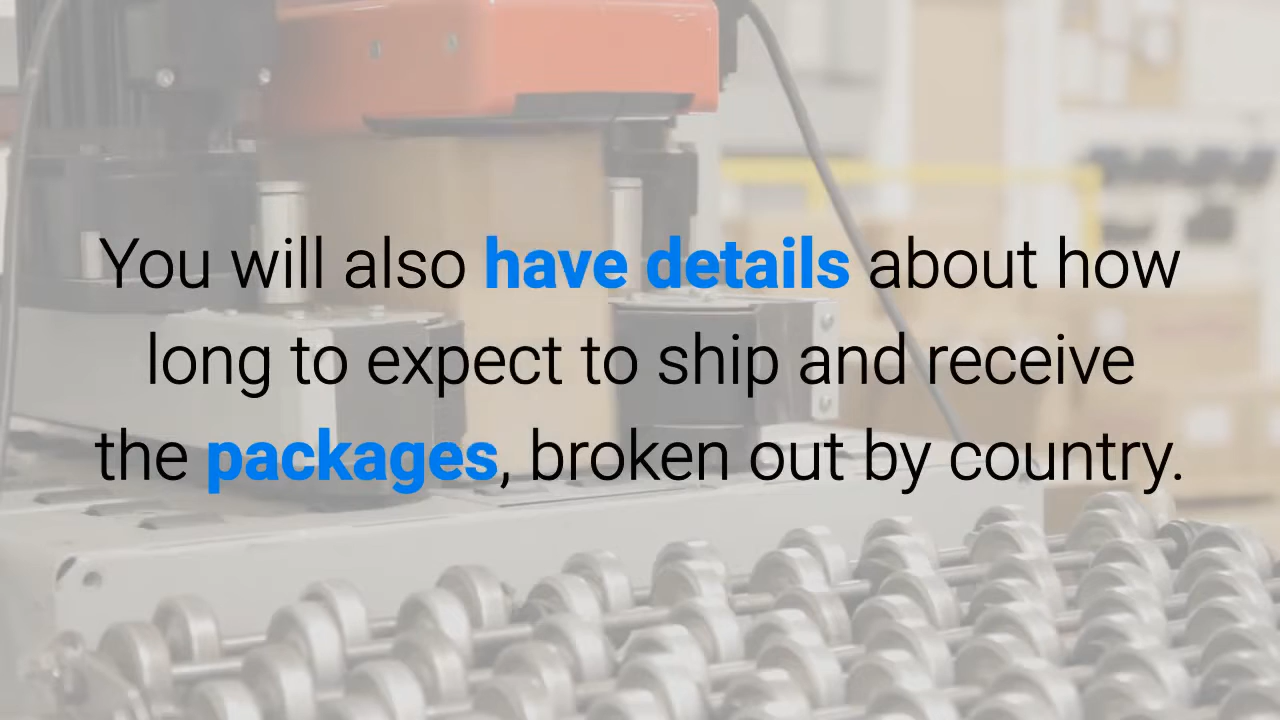 You will also have details about how
long to expect to ship and receive
the packages, broken out by country.